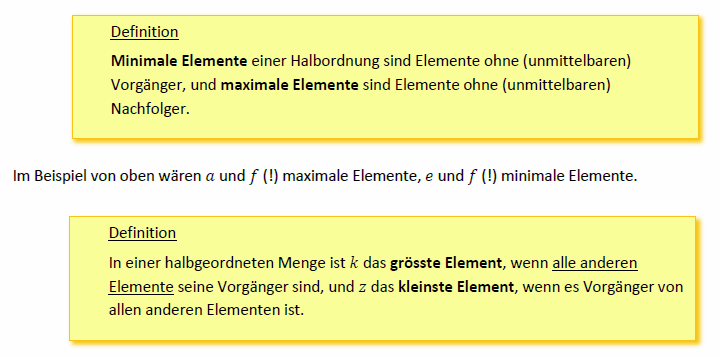 Definition
Minimale Elemente einer Halbordnung sind Elemente ohne (unmittelbaren)
Vorgänger, und maximale Elemente sind Elemente ohne (unmittelbaren)
Nachfolger.
Im Beispiel von oben wären a und f (!) maximale Elemente, e und f (!) minimale Elemente.
Definition
In einer halbgeordneten Menge ist k das grösste Element, wenn alle anderen
Elemente seine Vorgänger sind, und z das kleinste Element, wenn es Vorgänger von
allen anderen Elementen ist.